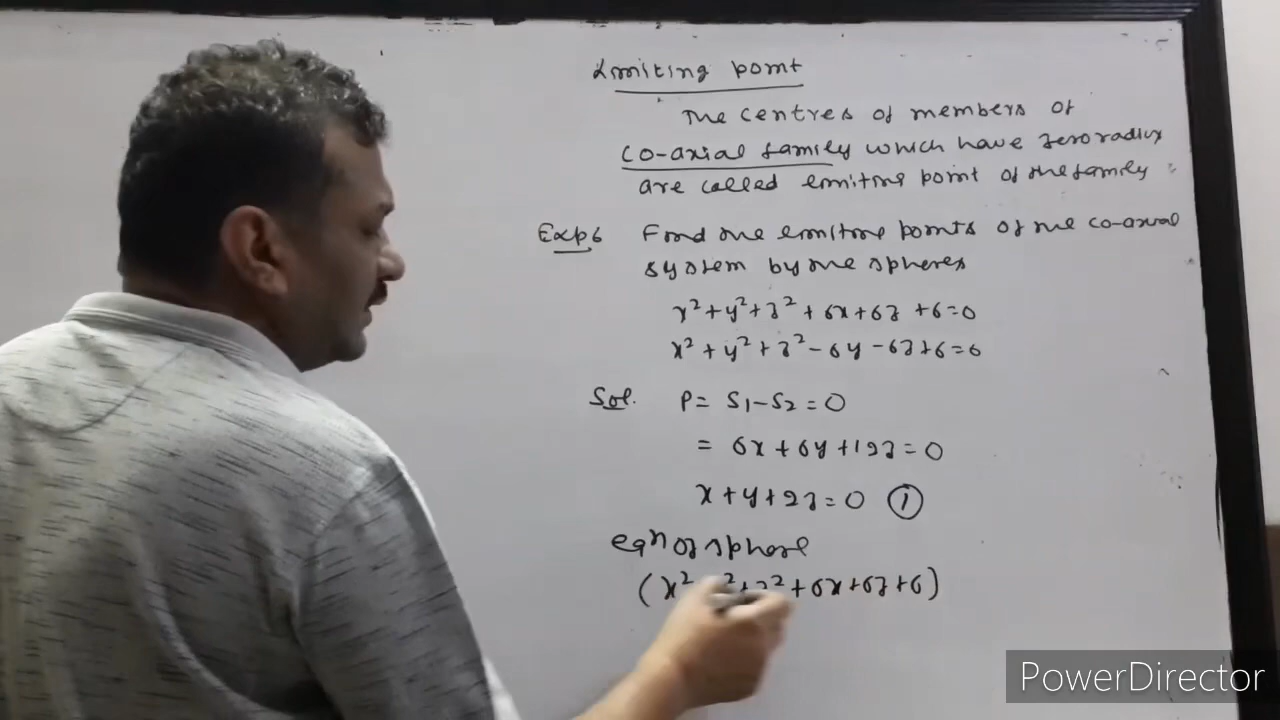 Limiting point
The centres of members of
co-axial family which have zero radius
are called limiting point of the family
Exp6 Find the limiting points of the co-axial
system by the spheres
x²+y²+z²+6x+6z+6=0
x²+y²+z²-6y-6z+6=0
Sol. P= S₁-S₂=0
= 6x+6y+12z=0
x+y+2z=0 ①
eqn of sphere
(x² ²+z²+6x+6z+6)
PowerDirector